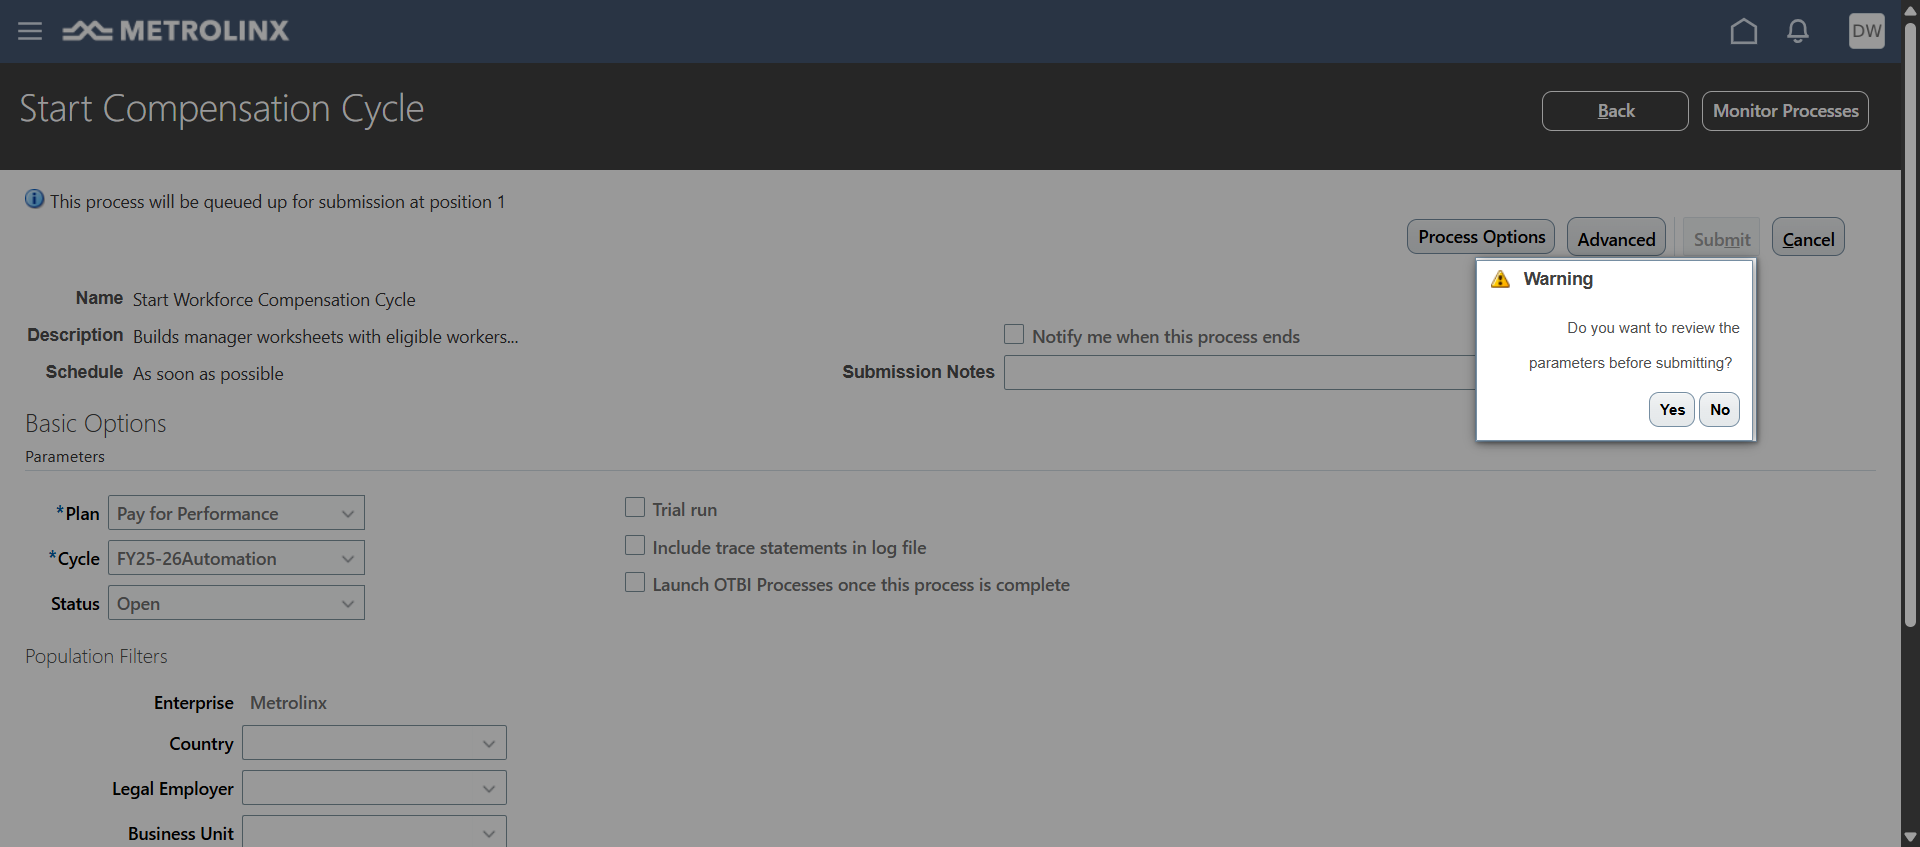 METROLINX
DW
Start Compensation Cycle
Back
Monitor Processes
This process will be queued up for submission at position 1
Process Options
Advanced
Submit
Cancel
Warning
Do you want to review the
parameters before submitting?
Yes
No
Name Start Workforce Compensation Cycle
Description Builds manager worksheets with eligible workers...
Notify me when this process ends
Schedule As soon as possible
Submission Notes
Basic Options
Parameters
*Plan Pay for Performance
Trial run
*Cycle FY25-26Automation
Include trace statements in log file
Status Open
Launch OTBI Processes once this process is complete
Population Filters
Enterprise Metrolinx
Country
Legal Employer
Business Unit